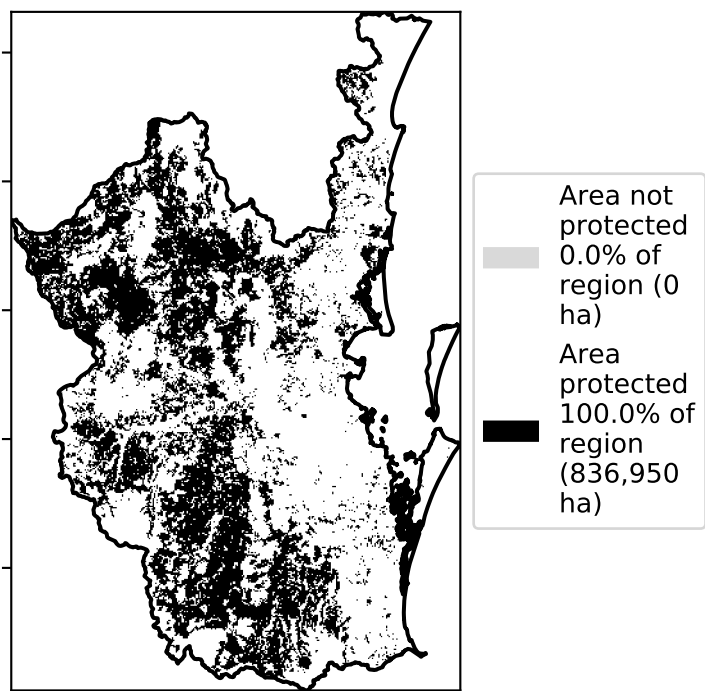 Area not
protected
0.0% of
region (0
ha)
Area
protected
100.0% of
region
(836,950
ha)